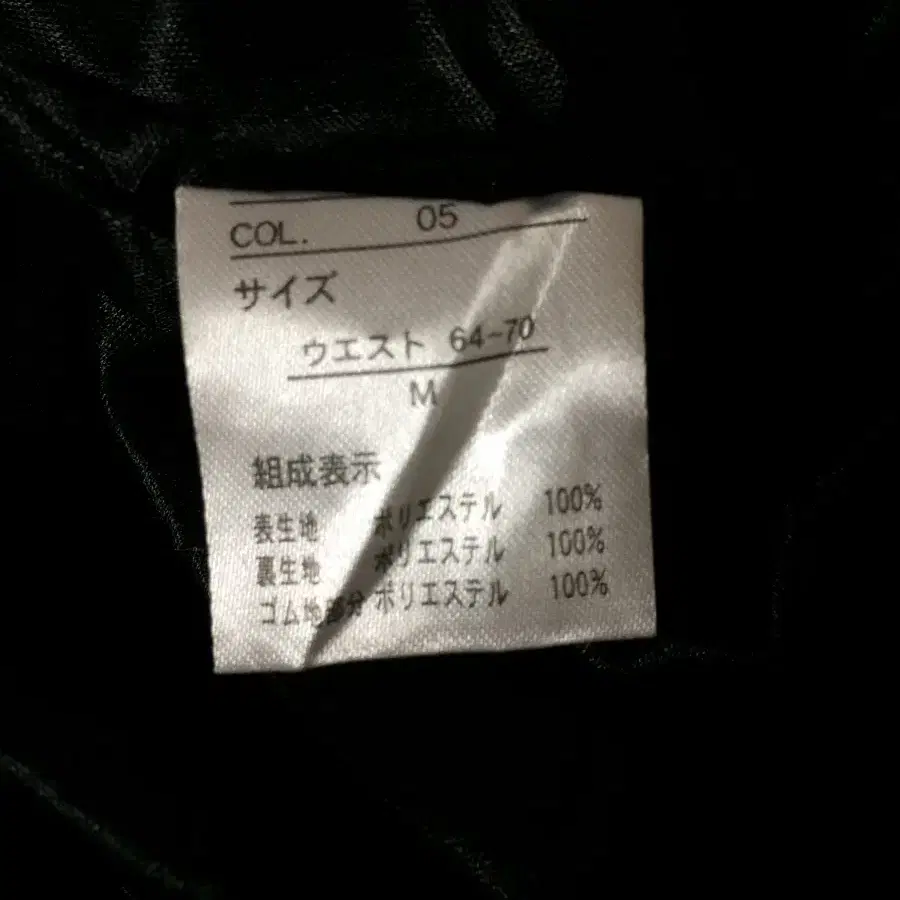 COL. 05
サイズ
ウエスト 64~70
M
組成表示
表生地 ポリエステル 100%
裏生地 ポリエステル 100%
ゴム地部分 ポリエステル 100%